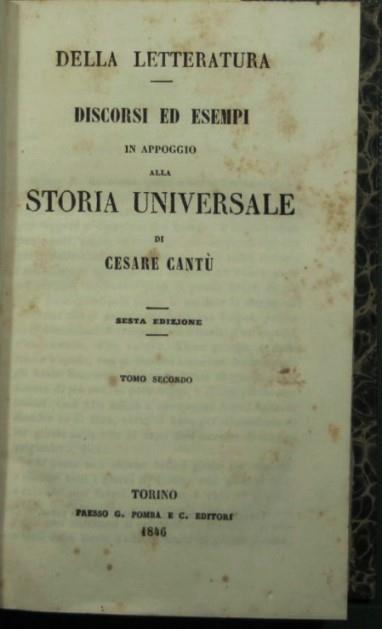 DELLA LETTERATURA
DISCORSI ED ESEMPI
IN APPOGGIO
ALLA
STORIA UNIVERSALE
DI
CESARE CANTÙ
SESTA EDIZIONE
TOMO SECONDO
TORINO
PRESSO G. POMBA E C. EDITORI
1846